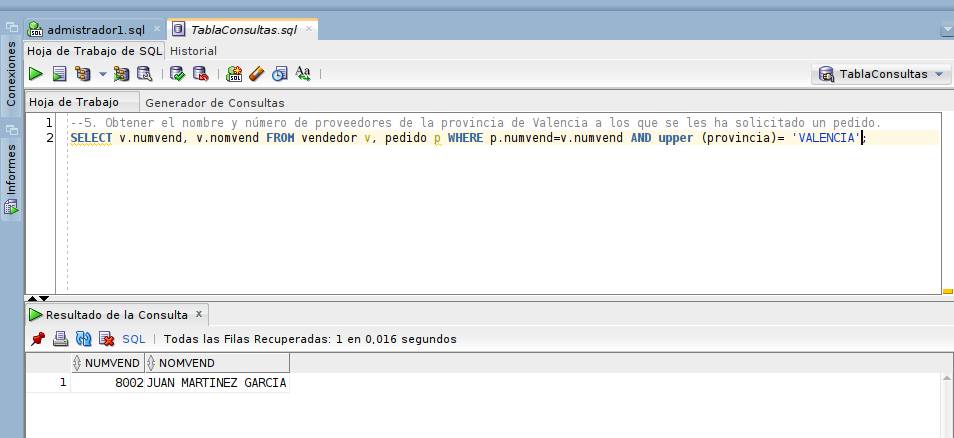 admistrador1.sql
TablaConsultas.sql
Hoja de Trabajo de SQL Historial
TablaConsultas
Conexiones
Informes
Hoja de Trabajo Generador de Consultas
1 --5. Obtener el nombre y número de proveedores de la provincia de Valencia a los que se les ha solicitado un pedido.
2 SELECT v.numvend, v.nomvend FROM vendedor v, pedido p WHERE p.numvend=v.numvend AND upper (provincia)= 'VALENCIA';
Resultado de la Consulta x
SQL | Todas las Filas Recuperadas: 1 en 0,016 segundos
NUMVEND NOMVEND
1 8002 JUAN MARTINEZ GARCIA